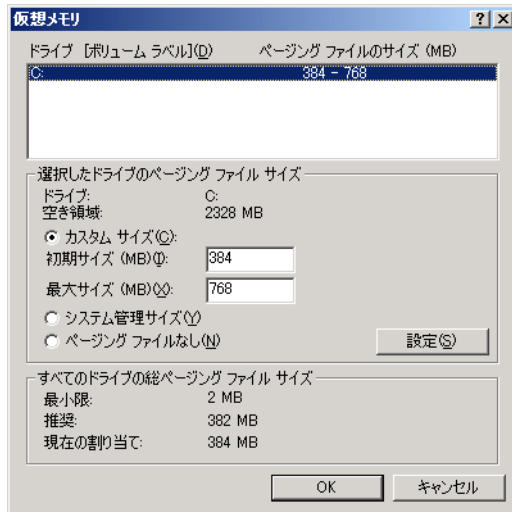 仮想メモリ
ドライブ [ボリューム ラベル](D) ページング ファイルのサイズ (MB)
C: 384 - 768
選択したドライブのページング ファイル サイズ
ドライブ: C:
空き領域: 2328 MB
カスタム サイズ(C):
初期サイズ (MB)(I): 384
最大サイズ (MB)(X): 768
システム管理サイズ(Y)
ページング ファイルなし(N) 設定(S)
すべてのドライブの総ページング ファイル サイズ
最小限: 2 MB
推奨: 382 MB
現在の割り当て: 384 MB
OK キャンセル